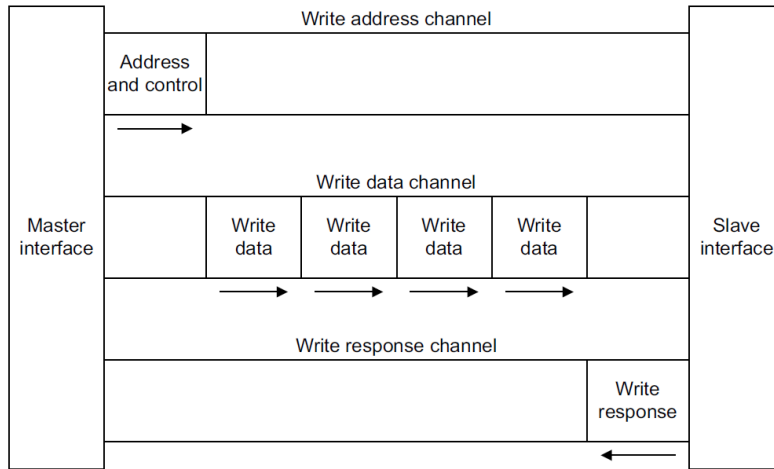 Write address channel
Address
and control
Write data channel
Master
interface
Write
data
Write
data
Write
data
Write
data
Slave
interface
Write response channel
Write
response